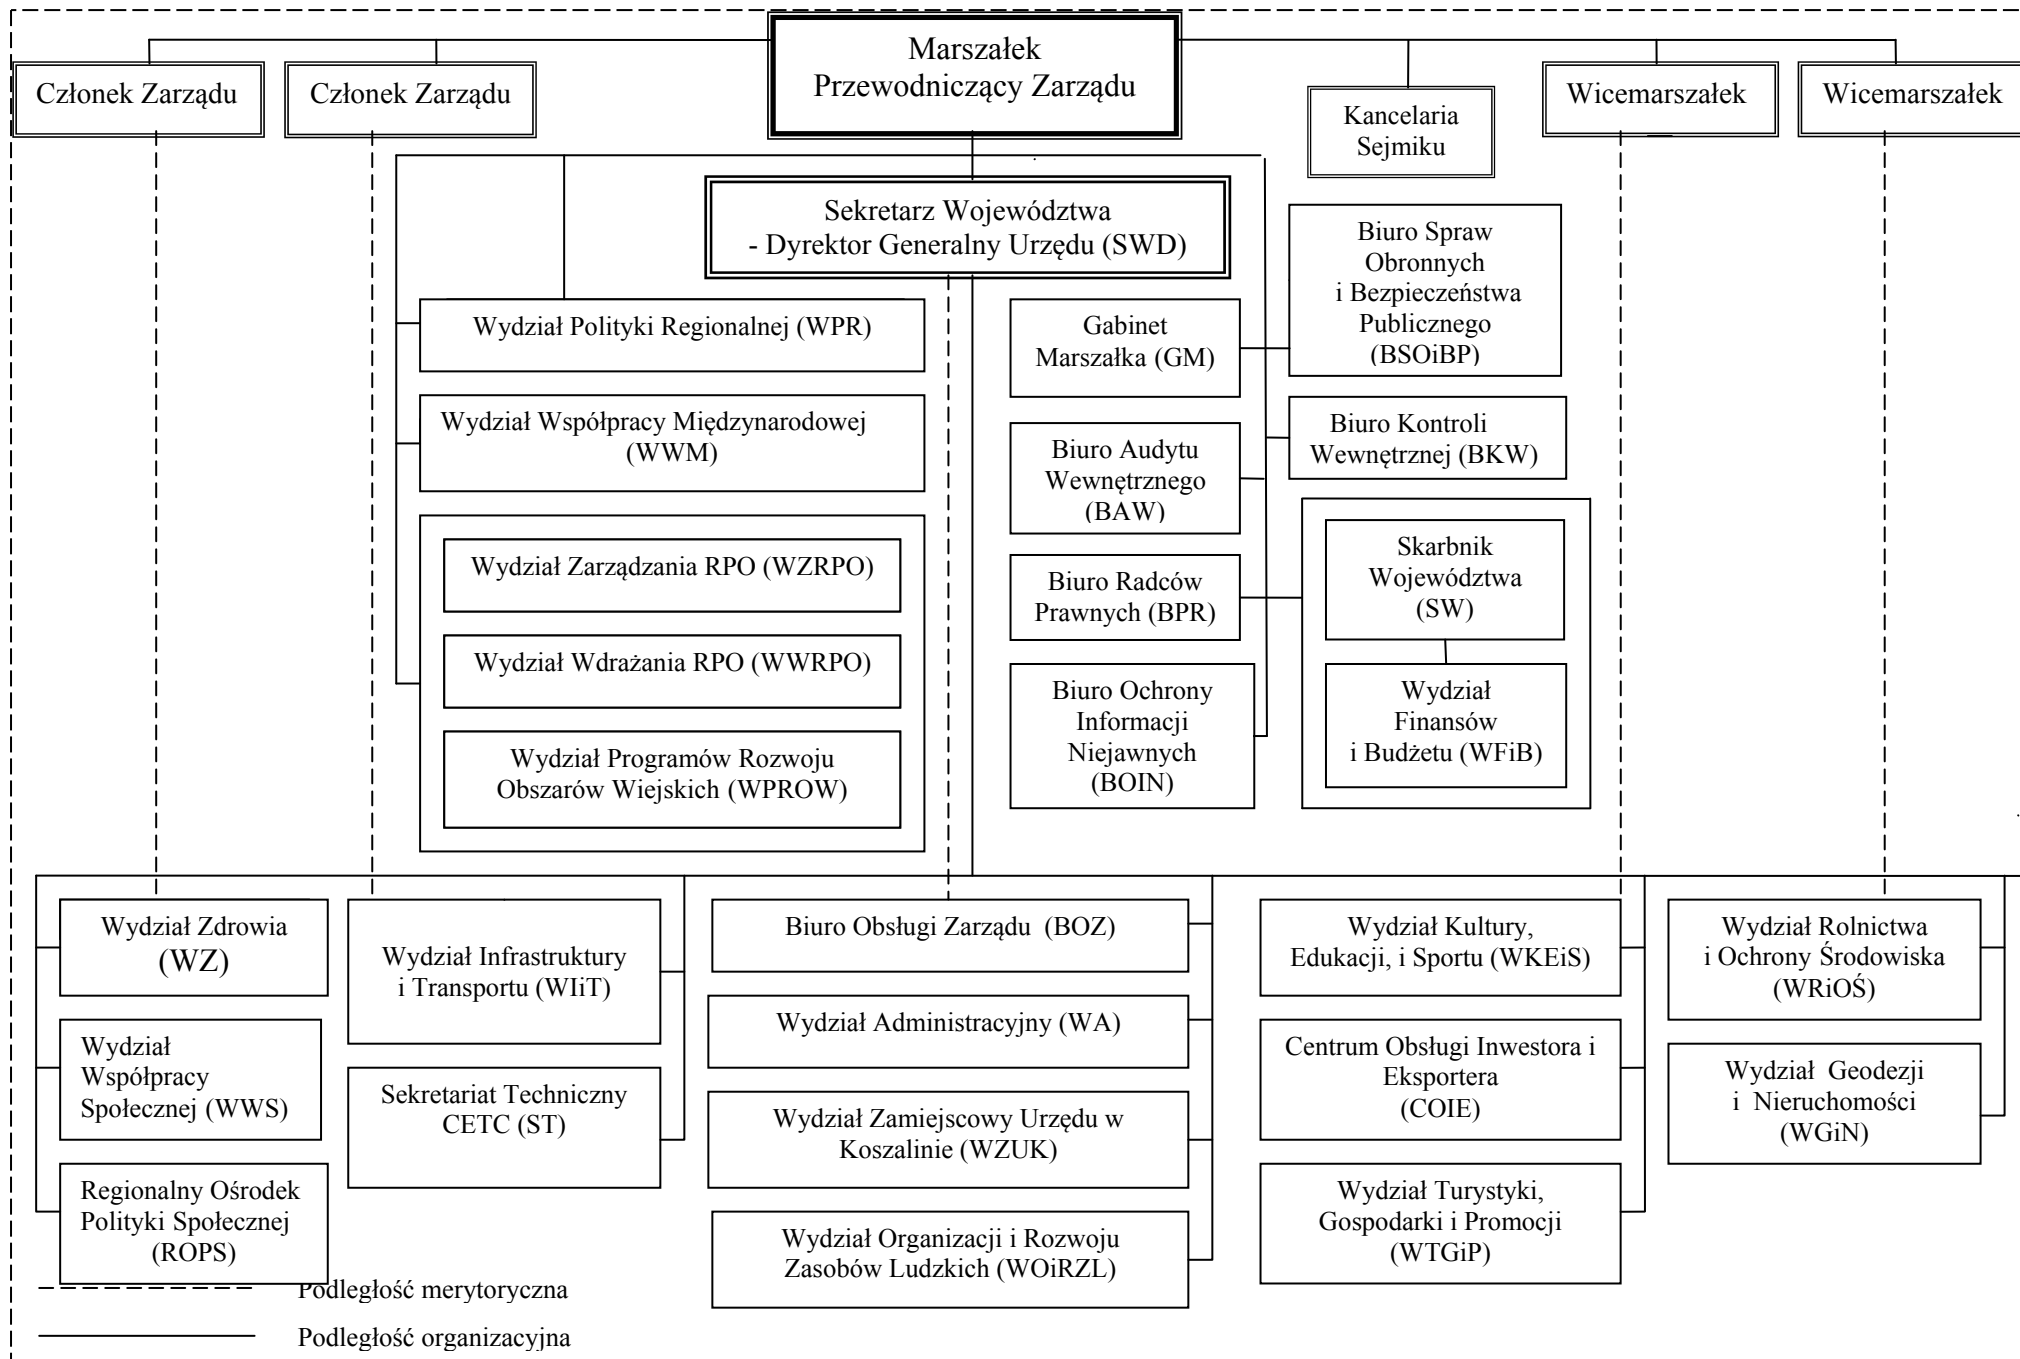 Marszałek
Przewodniczący Zarządu
Członek Zarządu
Członek Zarządu
Kancelaria
Sejmiku
Wicemarszałek
Wicemarszałek
Sekretarz Województwa
- Dyrektor Generalny Urzędu (SWD)
Wydział Polityki Regionalnej (WPR)
Wydział Współpracy Międzynarodowej
(WWM)
Wydział Zarządzania RPO (WZRPO)
Wydział Wdrażania RPO (WWRPO)
Wydział Programów Rozwoju
Obszarów Wiejskich (WPROW)
Gabinet
Marszałka (GM)
Biuro Audytu
Wewnętrznego
(BAW)
Biuro Radców
Prawnych (BPR)
Biuro Ochrony
Informacji
Niejawnych
(BOIN)
Biuro Spraw
Obronnych
i Bezpieczeństwa
Publicznego
(BSOiBP)
Biuro Kontroli
Wewnętrznej (BKW)
Skarbnik
Województwa
(SW)
Wydział
Finansów
i Budżetu (WFiB)
Wydział Zdrowia
(WZ)
Wydział
Współpracy
Społecznej (WWS)
Regionalny Ośrodek
Polityki Społecznej
(ROPS)
Wydział Infrastruktury
i Transportu (WIiT)
Sekretariat Techniczny
CETC (ST)
Biuro Obsługi Zarządu (BOZ)
Wydział Administracyjny (WA)
Wydział Zamiejscowy Urzędu w
Koszalinie (WZUK)
Wydział Organizacji i Rozwoju
Zasobów Ludzkich (WOiRZL)
Wydział Kultury,
Edukacji, i Sportu (WKEiS)
Centrum Obsługi Inwestora i
Eksportera
(COIE)
Wydział Turystyki,
Gospodarki i Promocji
(WTGiP)
Wydział Rolnictwa
i Ochrony Środowiska
(WRiOŚ)
Wydział Geodezji
i Nieruchomości
(WGiN)
Podległość merytoryczna
Podległość organizacyjna